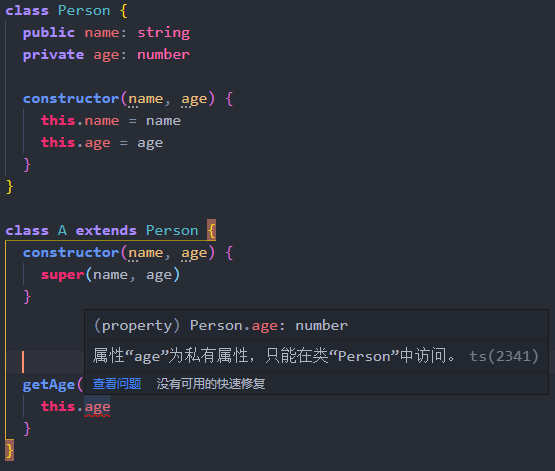 class Person {
public name: string
private age: number
constructor(name, age) {
this.name = name
this.age = age
}
}
class A extends Person {
constructor(name, age) {
super(name, age)
}
(property) Person.age: number
属性“age”为私有属性，只能在类“Person”中访问。 ts(2341)
查看问题 没有可用的快速修复
getAge(
this.age
}
}